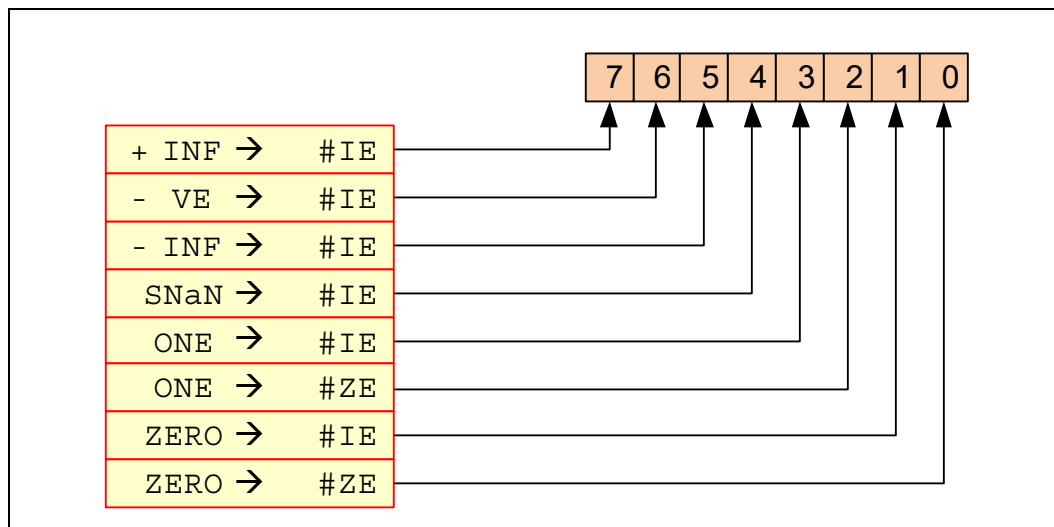 7 6 5 4 3 2 1 0
+ INF → #IE
- VE → #IE
- INF → #IE
SNaN → #IE
ONE → #IE
ONE → #ZE
ZERO → #IE
ZERO → #ZE